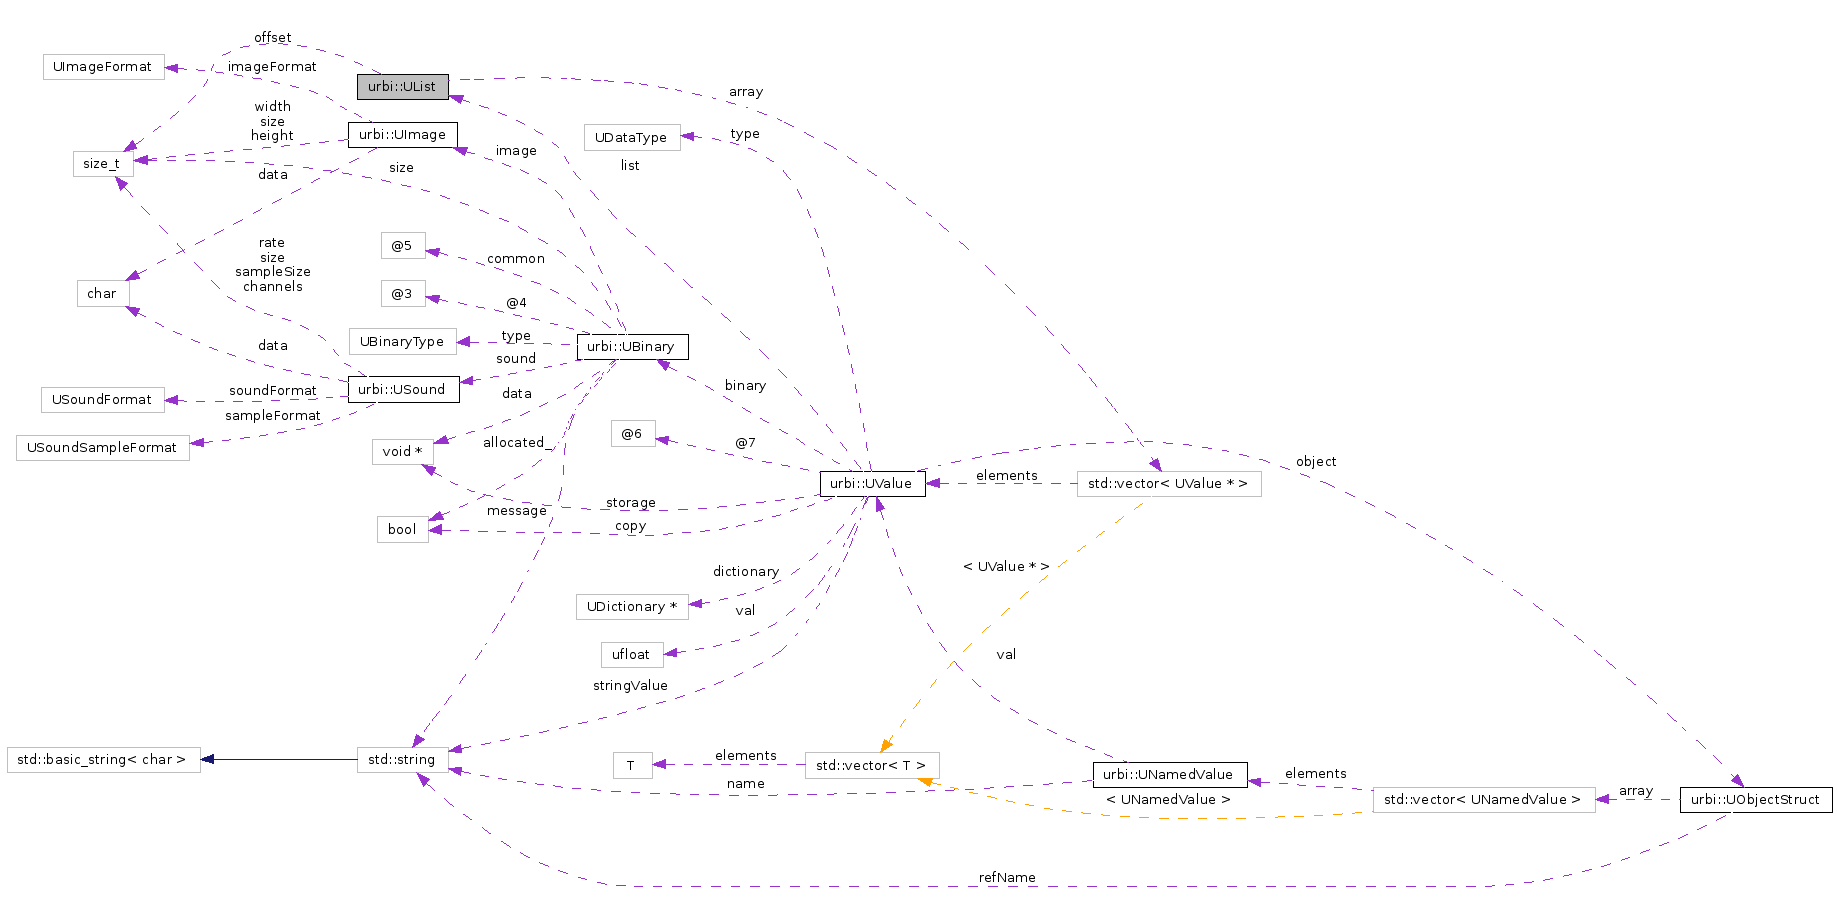 offset
UImageFormat
imageFormat
urbi::UList
array
width
size
height
urbi::UImage
UDataType
type
image
list
size_t
size
data
@5
common
rate
size
sampleSize
channels
char
@3
@4
UBinaryType
type
urbi::UBinary
data
sound
urbi::USound
binary
soundFormat
USoundFormat
data
sampleFormat
USoundSampleFormat
@6
@7
allocated_
void *
object
elements
urbi::UValue
std::vector< UValue * >
storage
message
copy
bool
< UValue * >
dictionary
UDictionary *
val
ufloat
val
stringValue
std::basic_string< char >
std::string
T
elements
std::vector< T >
urbi::UNamedValue
elements
name
< UNamedValue >
std::vector< UNamedValue >
array
urbi::UObjectStruct
refName